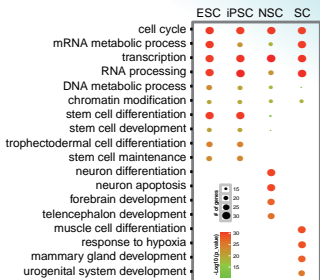 ESC iPSC NSC SC
cell cycle
mRNA metabolic process
transcription
RNA processing
DNA metabolic process
chromatin modification
stem cell differentiation
stem cell development
trophectodermal cell differentiation
stem cell maintenance
neuron differentiation
neuron apoptosis
forebrain development
telencephalon development
muscle cell differentiation
response to hypoxia
mammary gland development
urogenital system development
# of genes
15
20
25
30
-Log10(p.value)
30
25
20
15